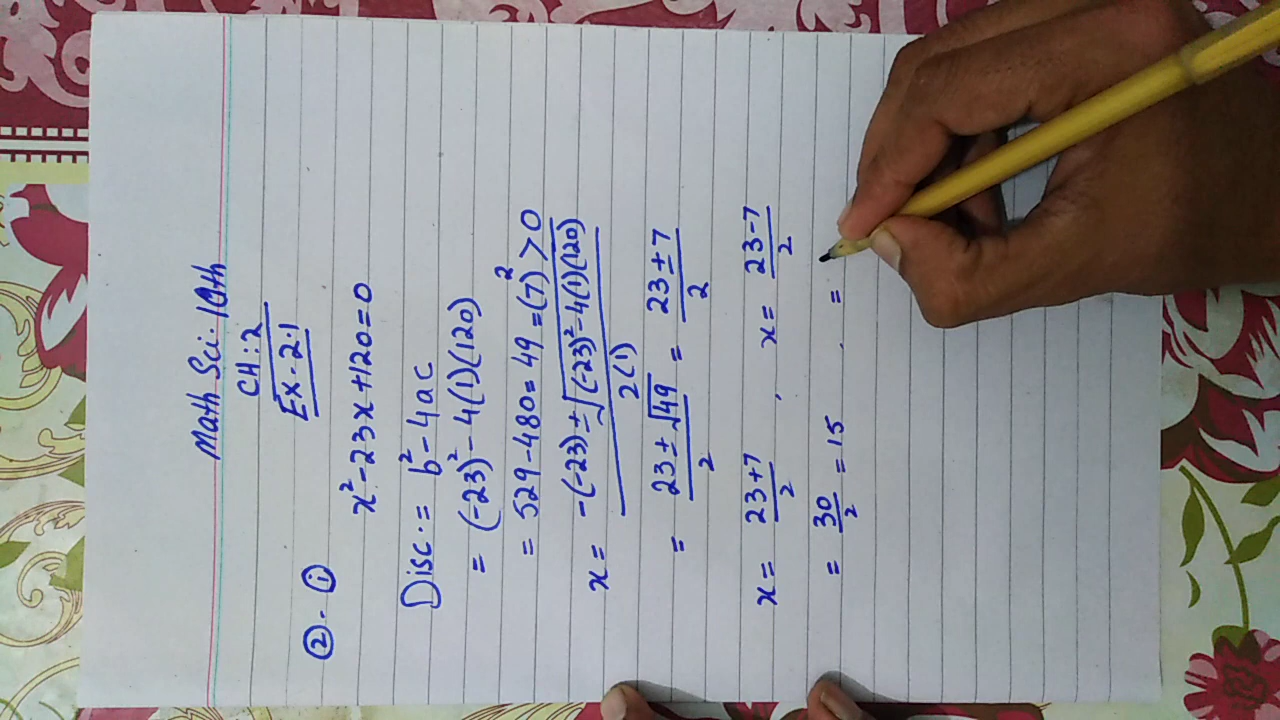 Math Sci. 10th
CH:2
Ex-2.1
②-①
x²-23x+120=0
Disc.= b²-4ac
= (-23)²-4(1)(120)
= 529-480=49=(7)²>0
x= -(-23)±√(-23)²-4(1)(120) / 2(1)
= 23±√49 / 2 = 23±7 / 2
x= 23+7 / 2 , x= 23-7 / 2
= 30/2 =15 , =